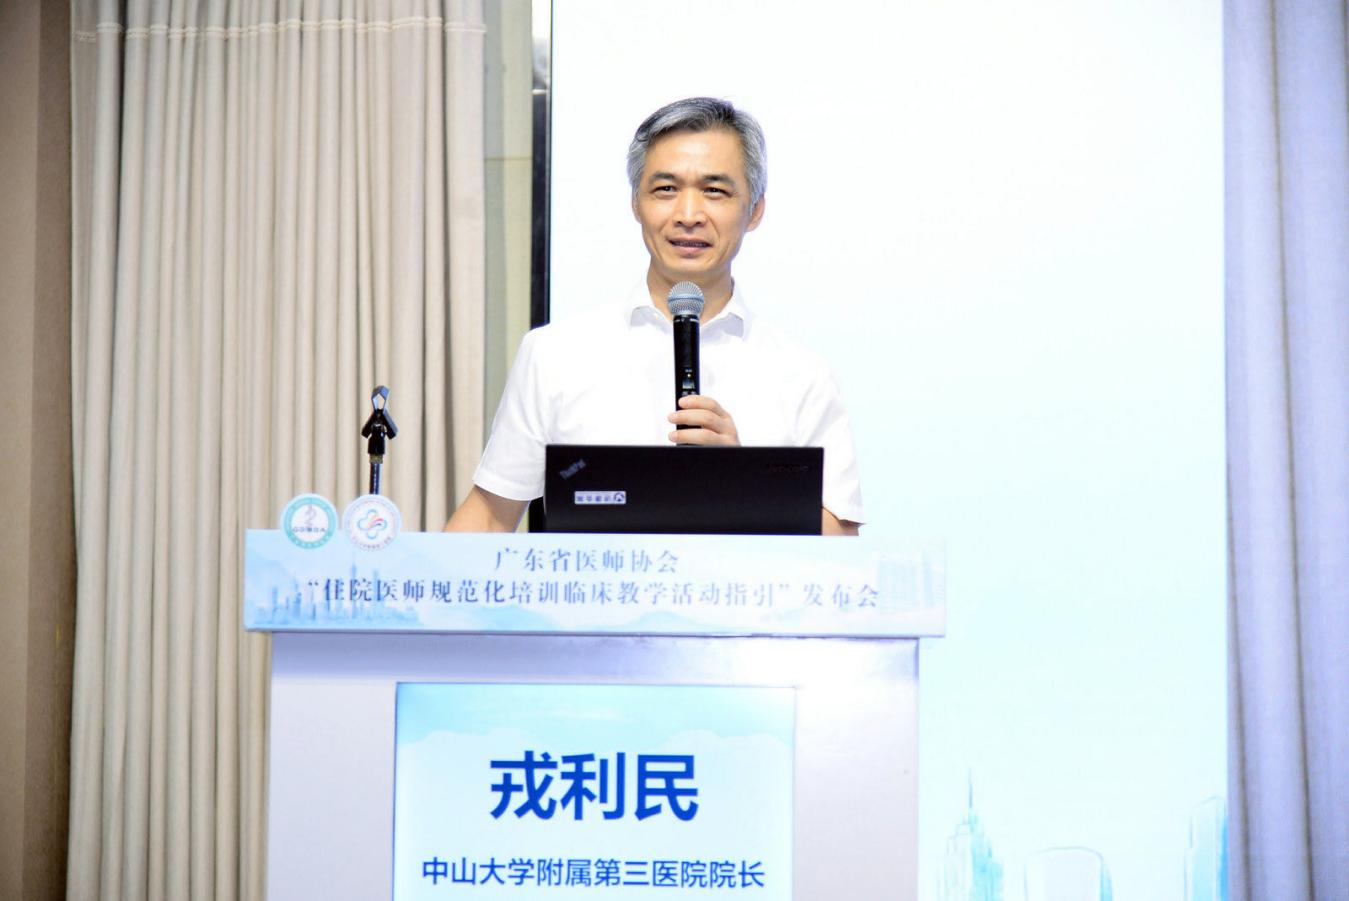 ThinkPad
GDMDA
广东省医师协会
“住院医师规范化培训临床教学活动指引”发布会
戎利民
中山大学附属第三医院院长